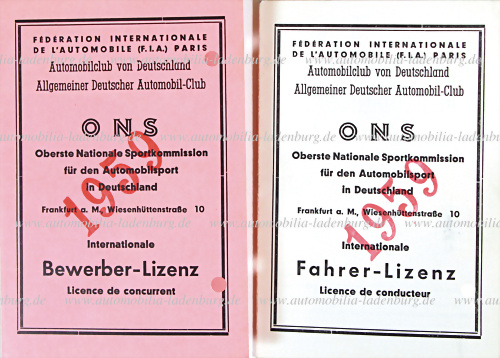 FÉDÉRATION INTERNATIONALE
DE L'AUTOMOBILE (F.I.A.) PARIS
Automobilclub von Deutschland
Allgemeiner Deutscher Automobil-Club
ONS
Oberste Nationale Sportkommission
für den Automobilsport
in Deutschland
1959
Frankfurt a. M., Wiesenhüttenstraße 10
Internationale
Bewerber-Lizenz
Licence de concurrent
FÉDÉRATION INTERNATIONALE
DE L'AUTOMOBILE (F.I.A.) PARIS
Automobilclub von Deutschland
Allgemeiner Deutscher Automobil-Club
ONS
Oberste Nationale Sportkommission
für den Automobilsport
in Deutschland
1959
Frankfurt a. M., Wiesenhüttenstraße 10
Internationale
Fahrer-Lizenz
Licence de conducteur
www.automobilia-ladenburg.de